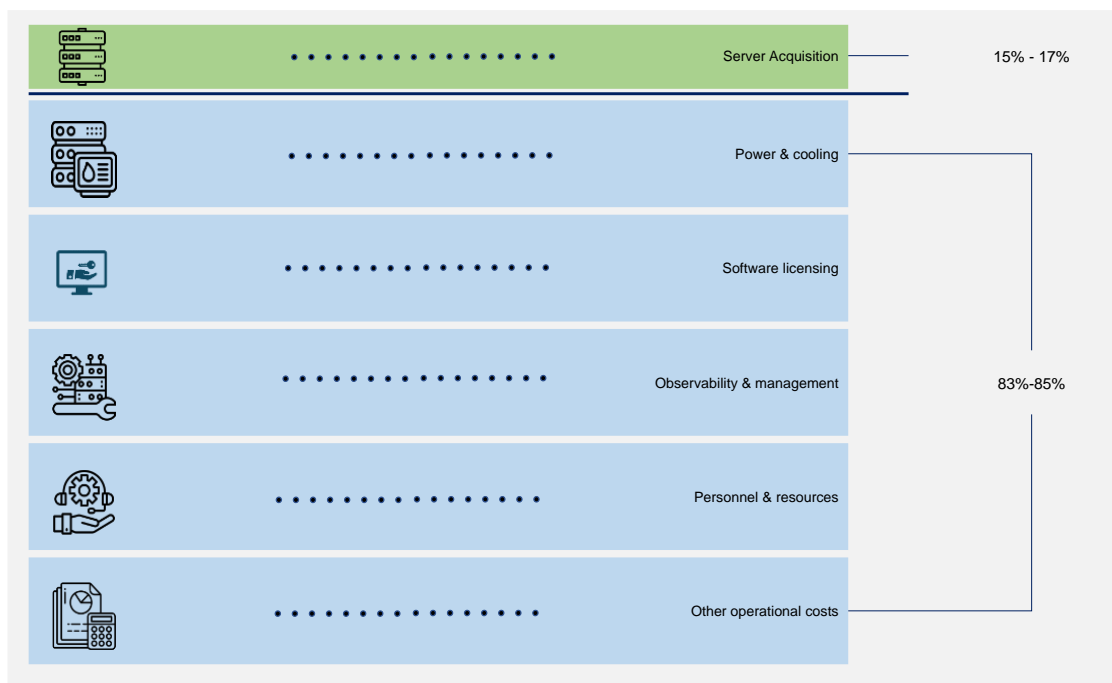 Server Acquisition
15% - 17%
Power & cooling
Software licensing
Observability & management
83%-85%
Personnel & resources
Other operational costs